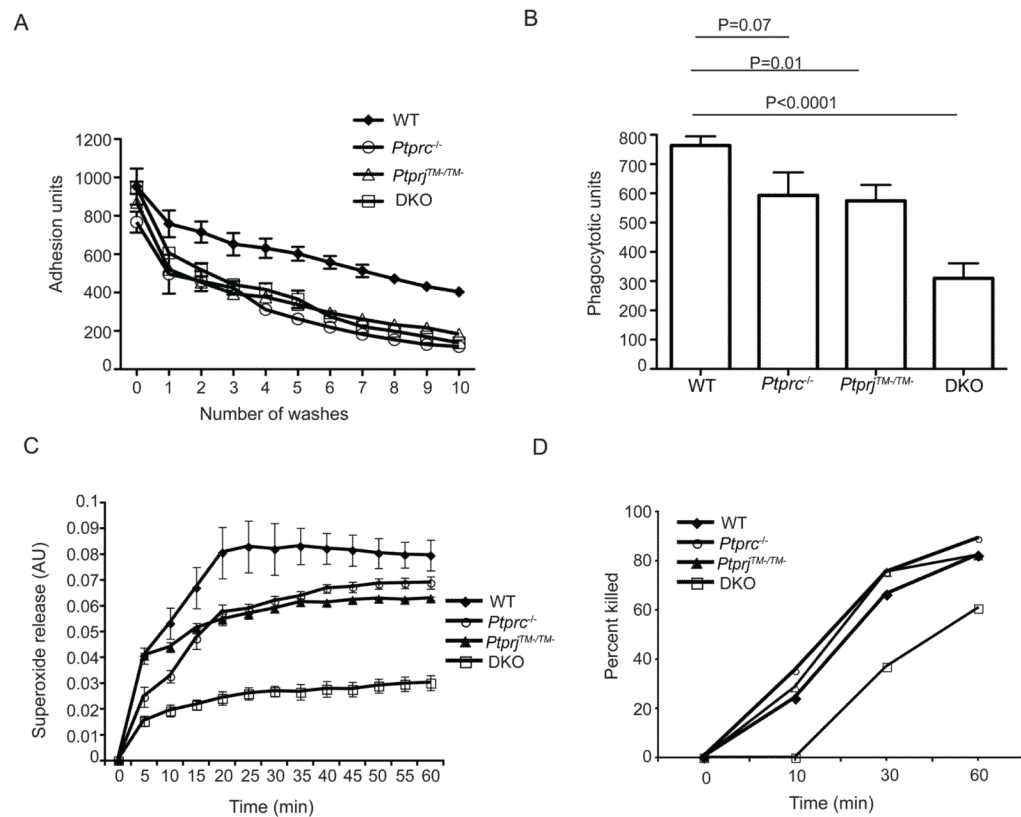 A
WT
Ptprc-/-
PtprjTM-/TM-
DKO
1200
1000
800
600
400
200
0
Adhesion units
0 1 2 3 4 5 6 7 8 9 10
Number of washes
B
P=0.07
P=0.01
P<0.0001
800
700
600
500
400
300
200
100
0
Phagocytotic units
WT Ptprc-/- PtprjTM-/TM- DKO
C
0.1
0.09
0.08
0.07
0.06
0.05
0.04
0.03
0.02
0.01
0
Superoxide release (AU)
WT
Ptprc-/-
PtprjTM-/TM-
DKO
0 5 10 15 20 25 30 35 40 45 50 55 60
Time (min)
D
WT
Ptprc-/-
PtprjTM-/TM-
DKO
100
80
60
40
20
0
Percent killed
0 10 30 60
Time (min)